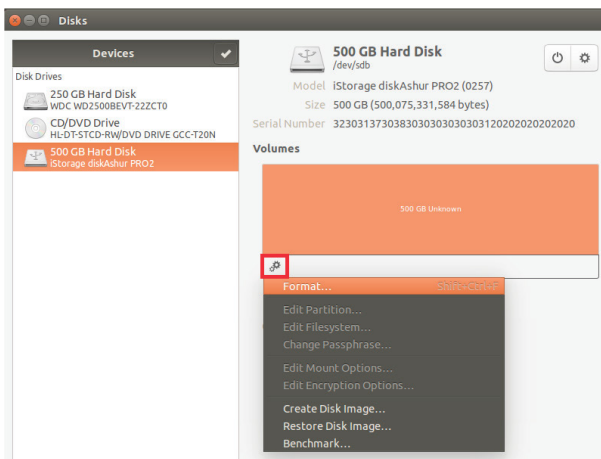 Disks
Devices
Disk Drives
250 GB Hard Disk
WDC WD2500BEVT-22ZCT0
CD/DVD Drive
HL-DT-STCD-RW/DVD DRIVE GCC-T20N
500 GB Hard Disk
iStorage diskAshur PRO2
500 GB Hard Disk
/dev/sdb
Model iStorage diskAshur PRO2 (0257)
Size 500 GB (500,075,331,584 bytes)
Serial Number 32303137303830303030303031202020202020
Volumes
500 GB Unknown
Format... Shift+Ctrl+F
Edit Partition...
Edit Filesystem...
Change Passphrase...
Edit Mount Options...
Edit Encryption Options...
Create Disk Image...
Restore Disk Image...
Benchmark...